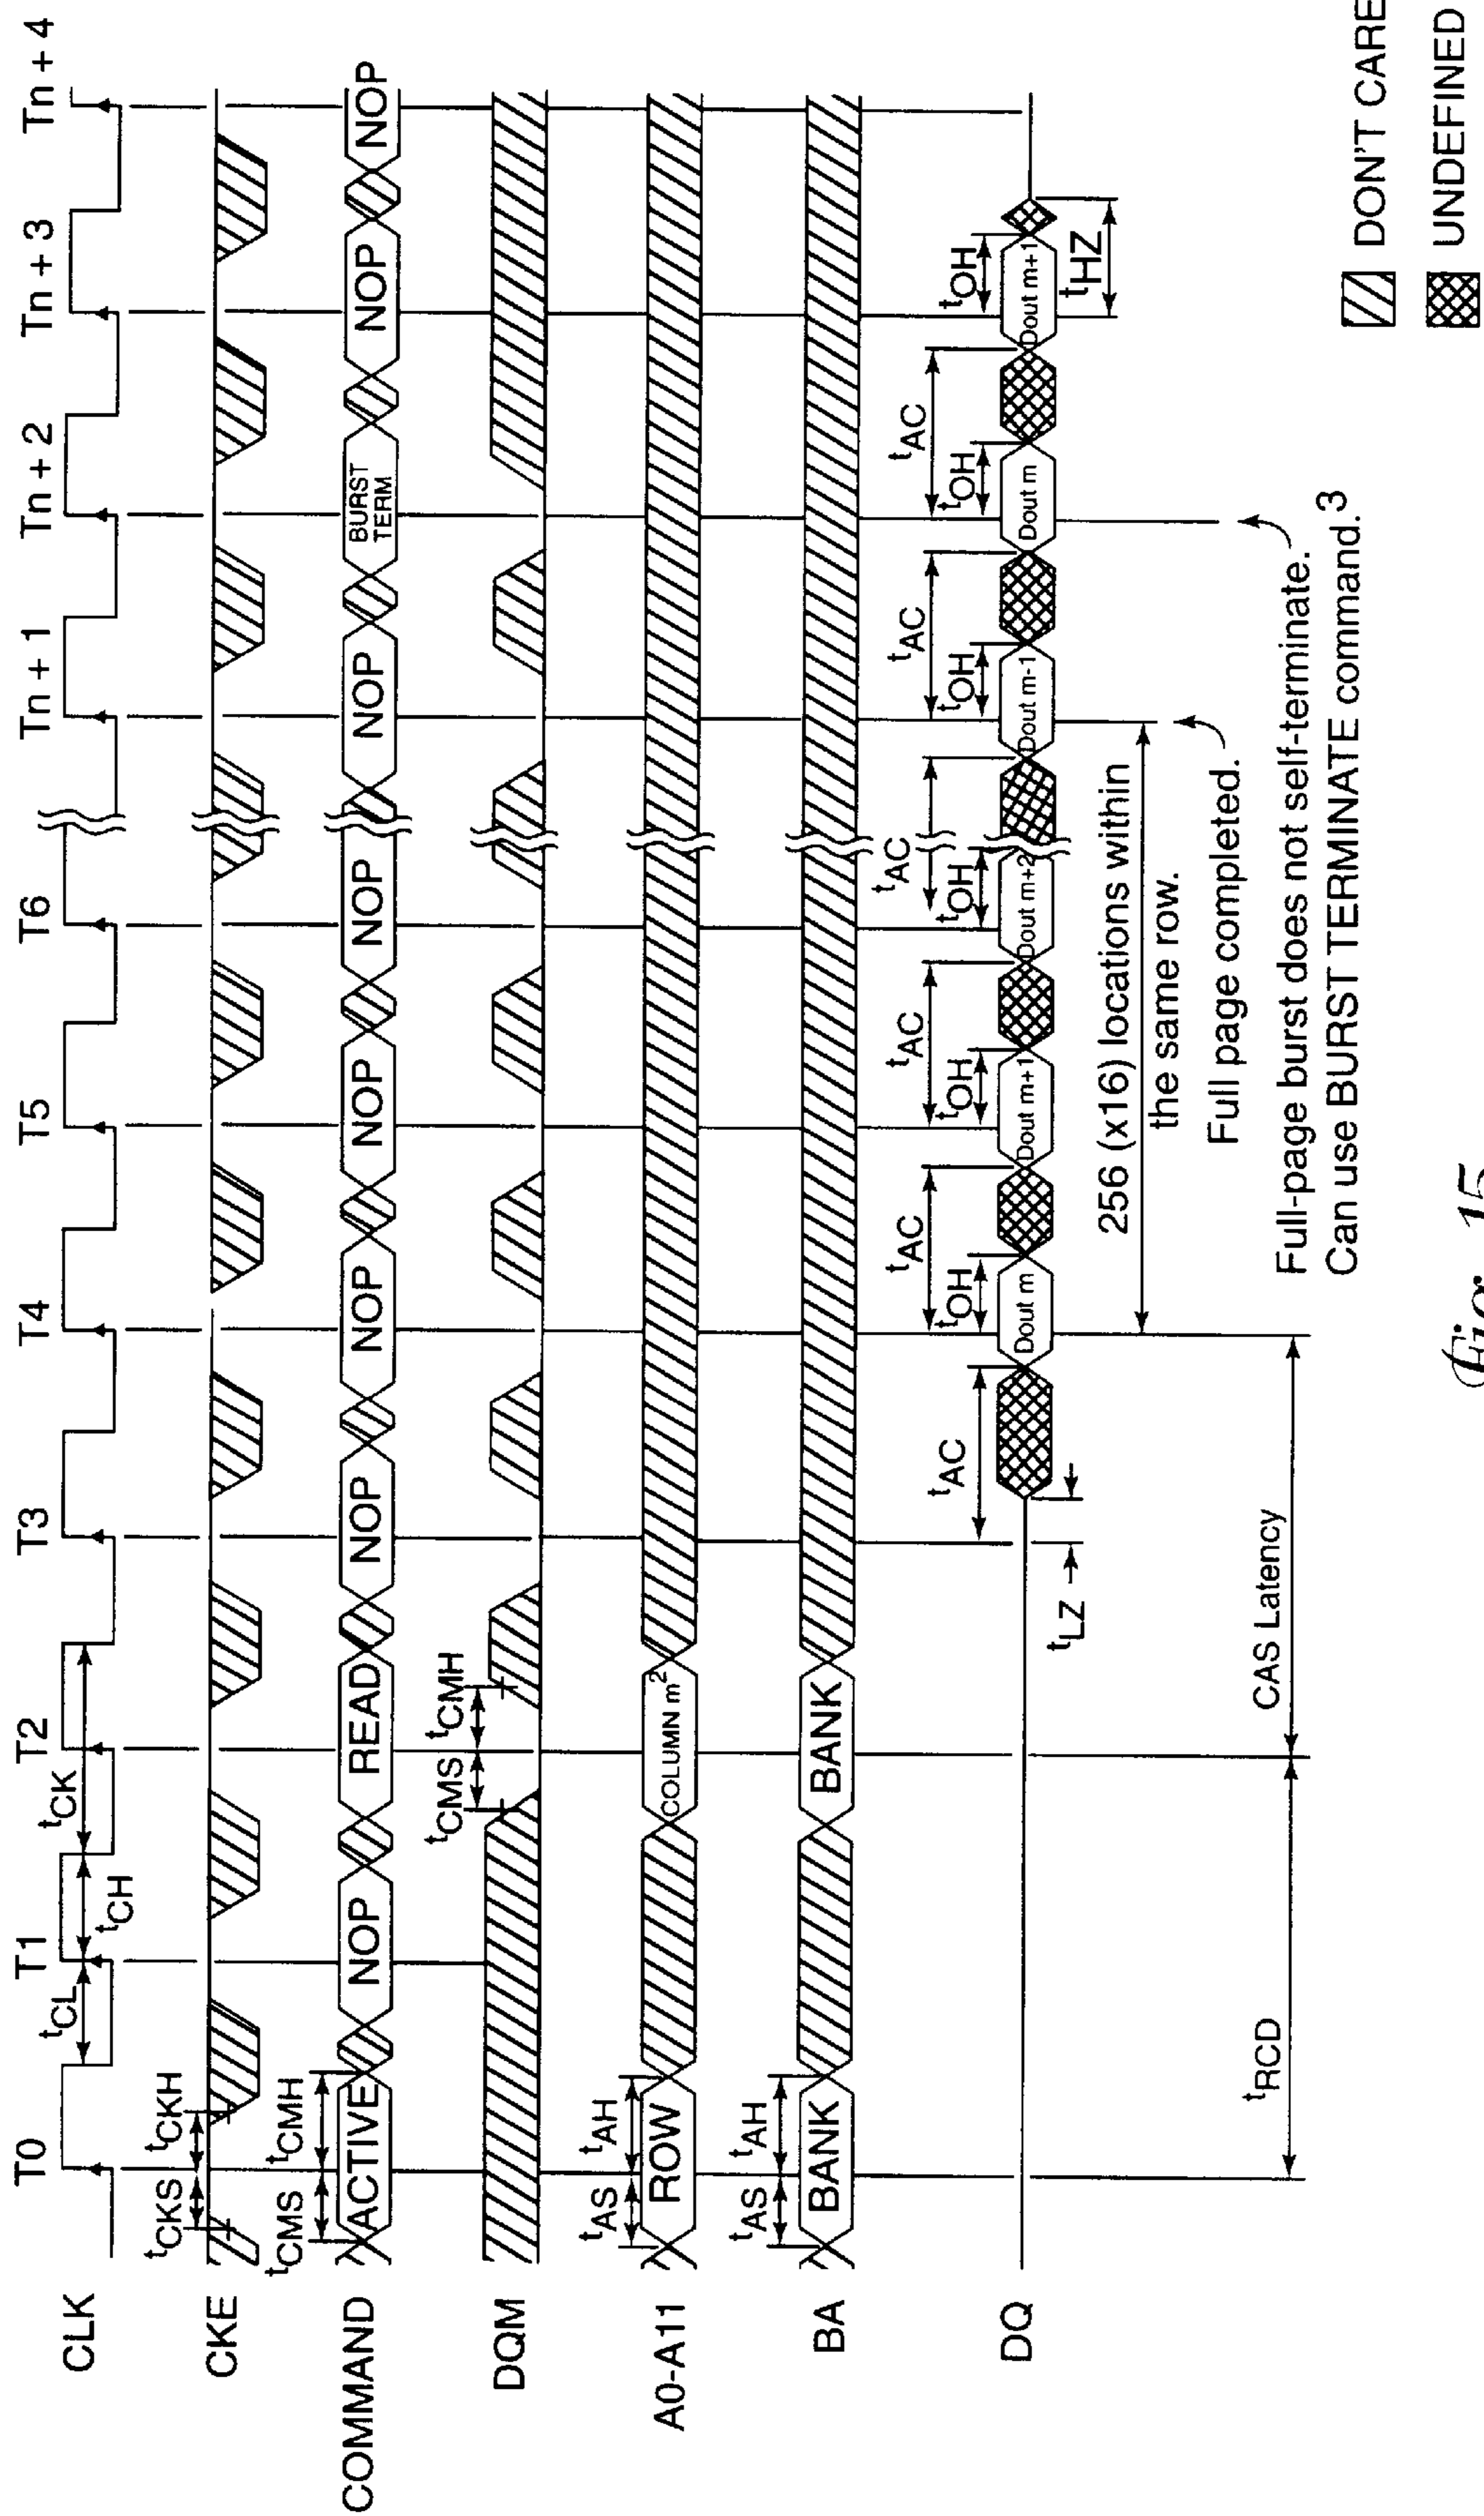 T0 T1 T2 T3 T4 T5 T6 Tn + 1 Tn + 2 Tn + 3 Tn + 4
CLK
tCL tCH tCK
tCKS tCKH
CKE
tCMS tCMH
COMMAND ACTIVE NOP READ NOP NOP NOP NOP NOP BURST TERM NOP NOP
tCMS tCMH
DQM
tAS tAH
A0-A11 ROW COLUMN m2
tAS tAH
BA BANK BANK
tAC tAC tAC tAC tAC tAC
tOH tOH tOH tOH tOH tOH
DQ Dout m Dout m+1 Dout m+2 Dout m-1 Dout m Dout m+1
tLZ tHZ
256 (x16) locations within
the same row.
Full page completed.
tRCD CAS Latency
Full-page burst does not self-terminate.
Can use BURST TERMINATE command.3
DON'T CARE
UNDEFINED
Fig. 15